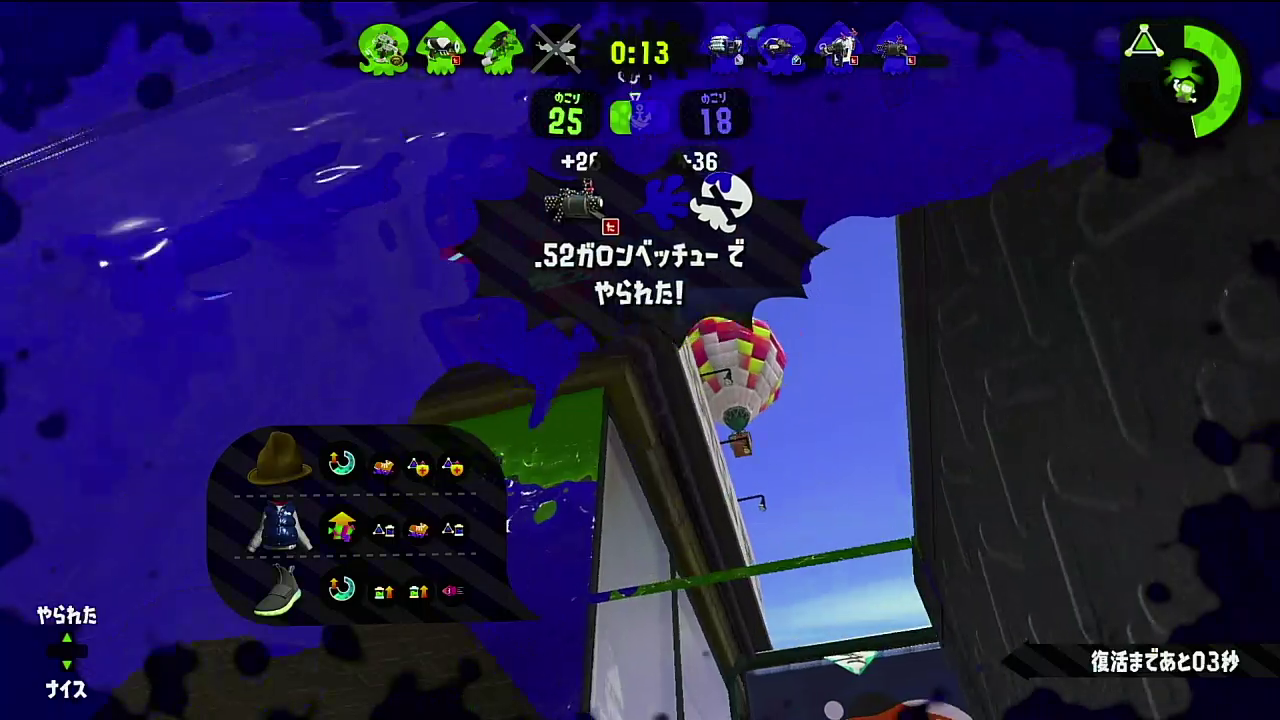 0:13
のこり
25
のこり
18
+26
+36
た
.52ガロンベッチュー で
やられた!
やられた
ナイス
復活まであと03秒